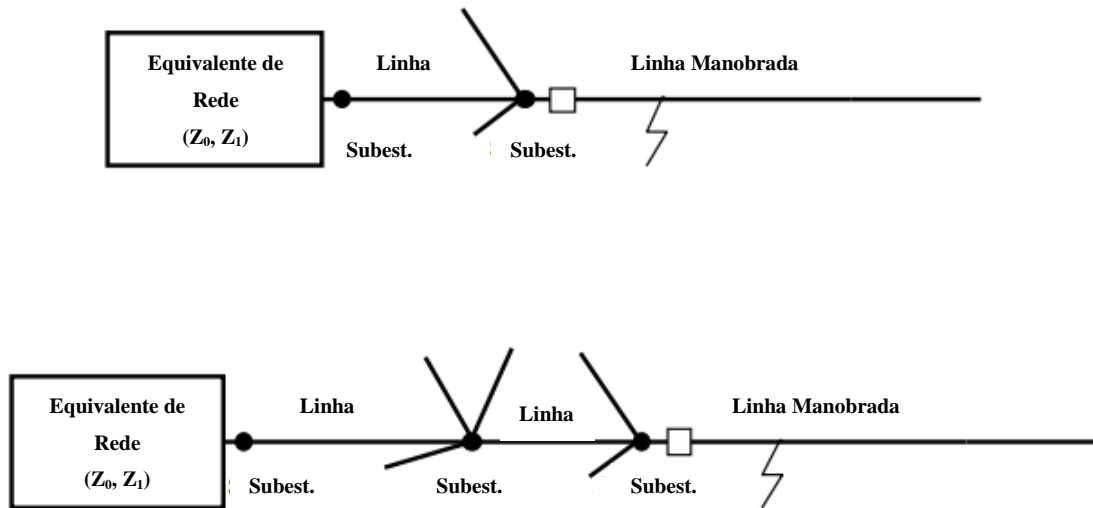 Equivalente de
Rede
(Z₀, Z₁)
Linha
Linha Manobrada
Subest.
Subest.
Equivalente de
Rede
(Z₀, Z₁)
Linha
Linha
Linha Manobrada
Subest.
Subest.
Subest.